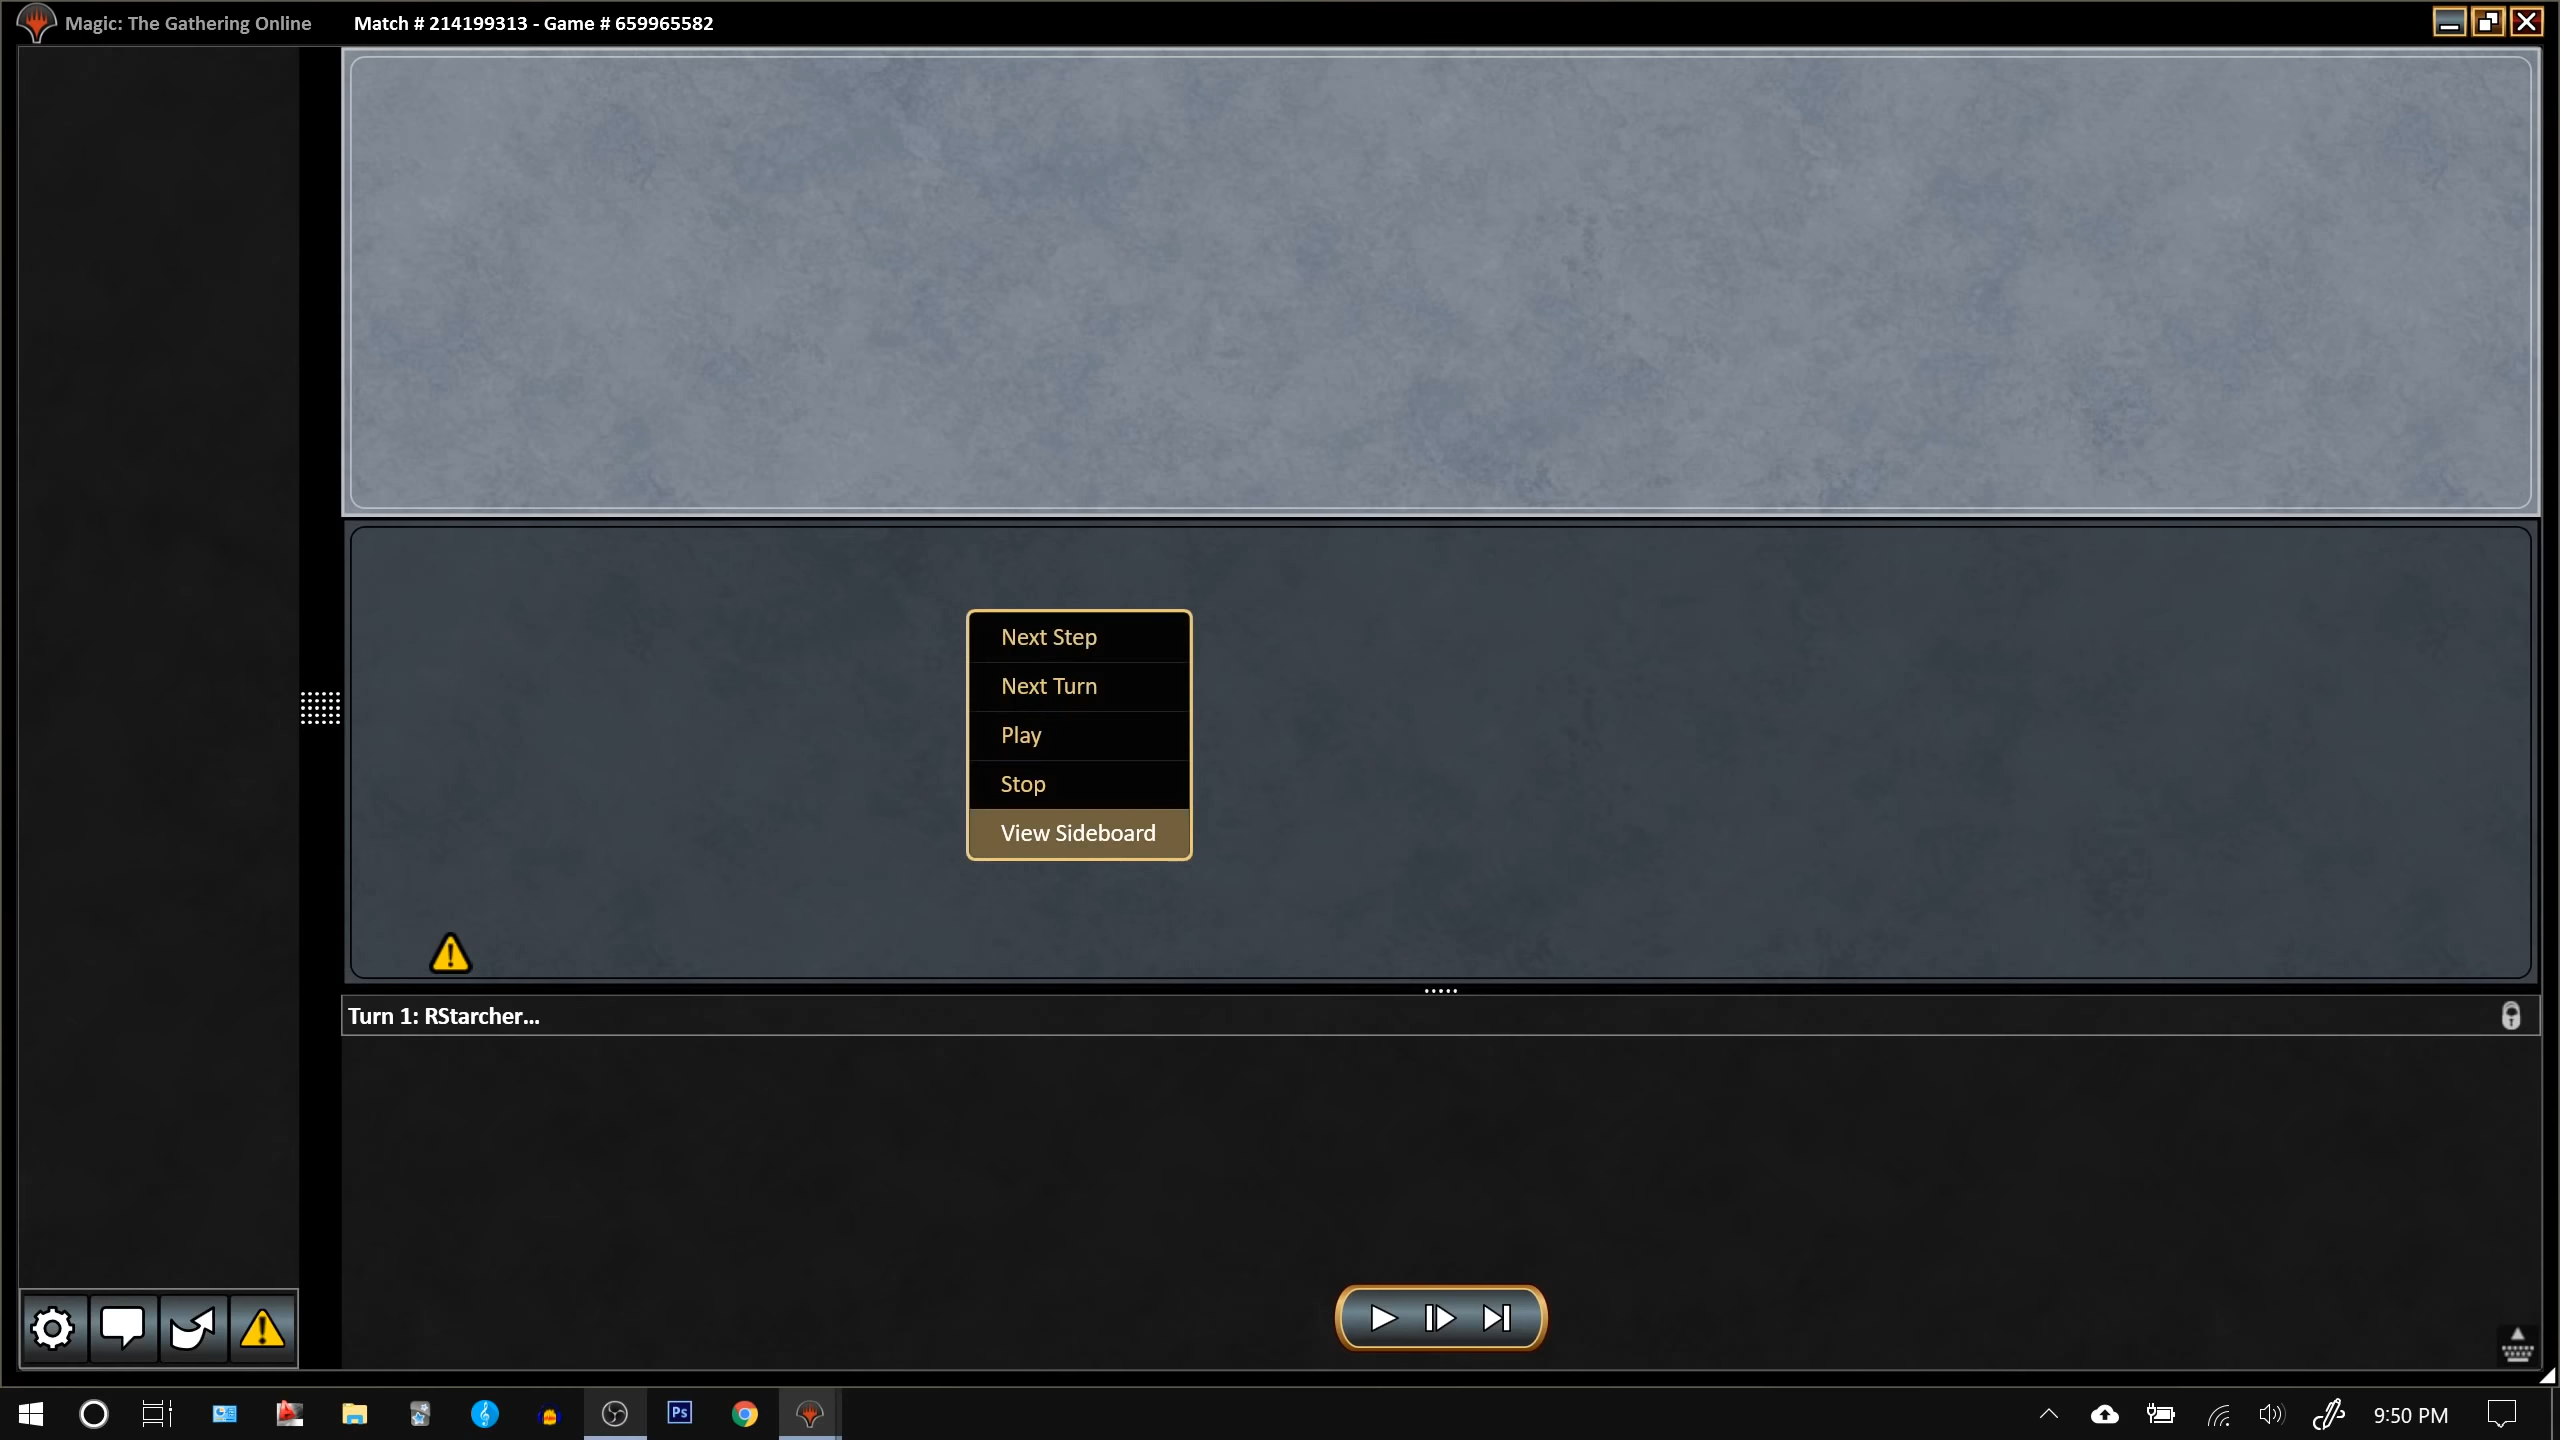 Magic: The Gathering Online
Match # 214199313 - Game # 659965582
Next Step
Next Turn
Play
Stop
View Sideboard
Turn 1: RStarcher...
Ps
9:50 PM